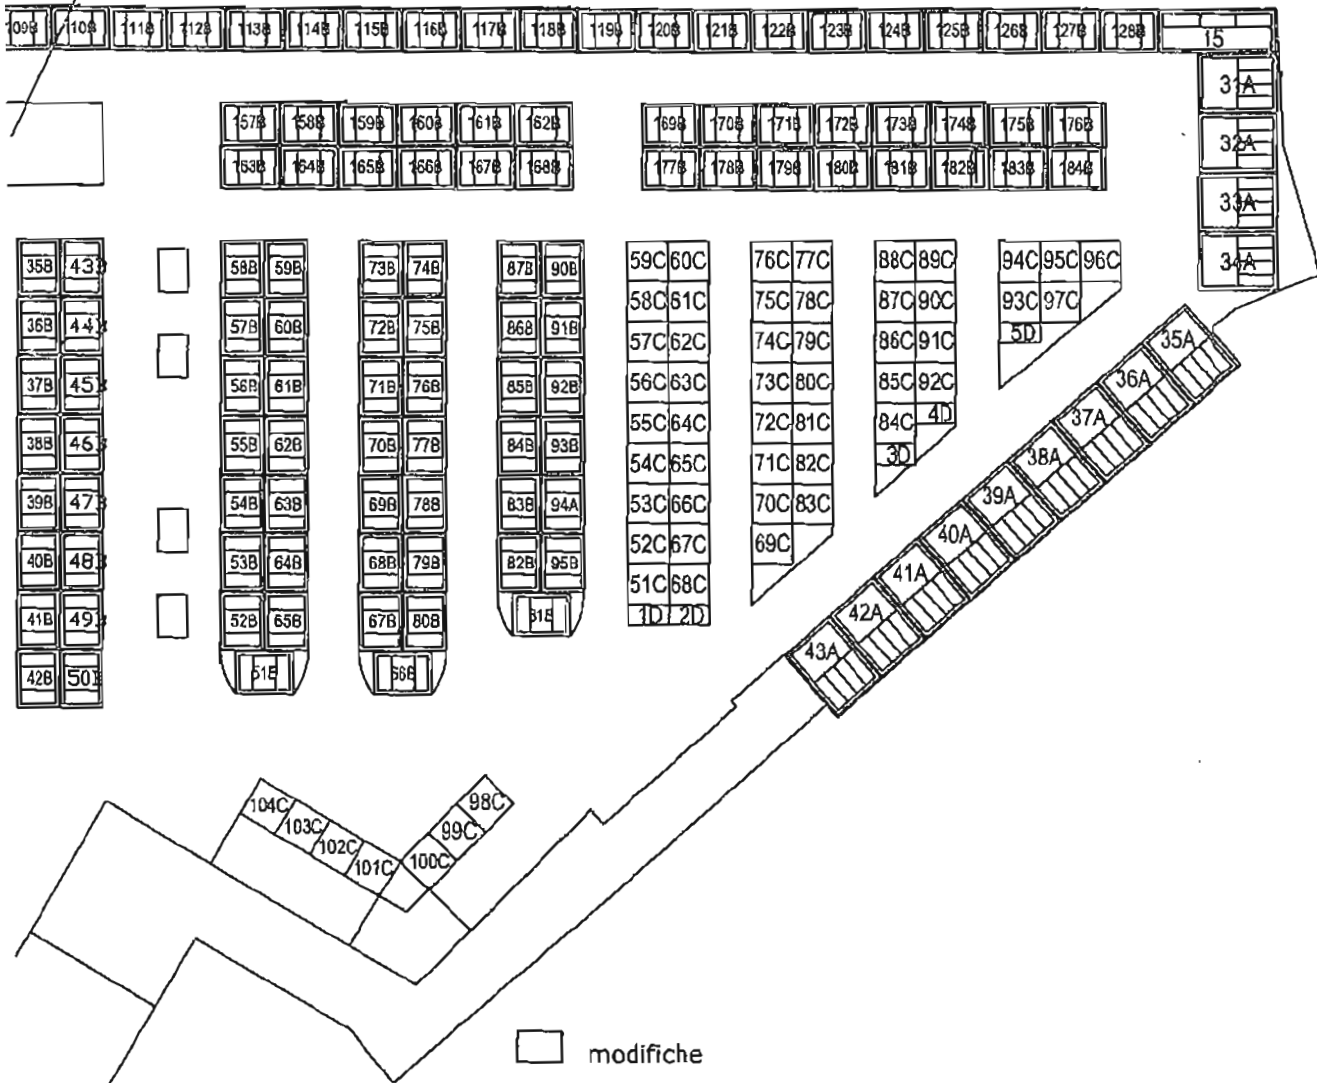 109B 110B 111B 112B 113B 114B 115B 116B 117B 118B 119B 120B 121B 122B 123B 124B 125B 126B 127B 128B 15
31A
157B 158B 159B 160B 161B 162B 169B 170B 171B 172B 173B 174B 175B 176B
32A
163B 164B 165B 166B 167B 168B 177B 178B 179B 180B 181B 182B 183B 184B
33A
34A
35B 43B 58B 59B 73B 74B 87B 90B 59C 60C 76C 77C 88C 89C 94C 95C 96C
58C 61C 75C 78C 87C 90C 93C 97C
36B 44B 57B 60B 72B 75B 86B 91B
57C 62C 74C 79C 86C 91C 5D 35A
37B 45B 56B 61B 71B 76B 85B 92B 56C 63C 73C 80C 85C 92C 36A
55C 64C 72C 81C 84C 4D 37A
38B 46B 55B 62B 70B 77B 84B 93B
54C 65C 71C 82C 3D 38A
39B 47B 54B 63B 69B 78B 83B 94A 53C 66C 70C 83C 39A
52C 67C 69C 40A
40B 48B 53B 64B 68B 79B 82B 95B
51C 68C 41A
41B 49B 52B 65B 67B 80B 81B 1D 2D 42A
42B 50B 51B 66B 43A
104C 98C
103C 99C
102C 100C
101C
modifiche